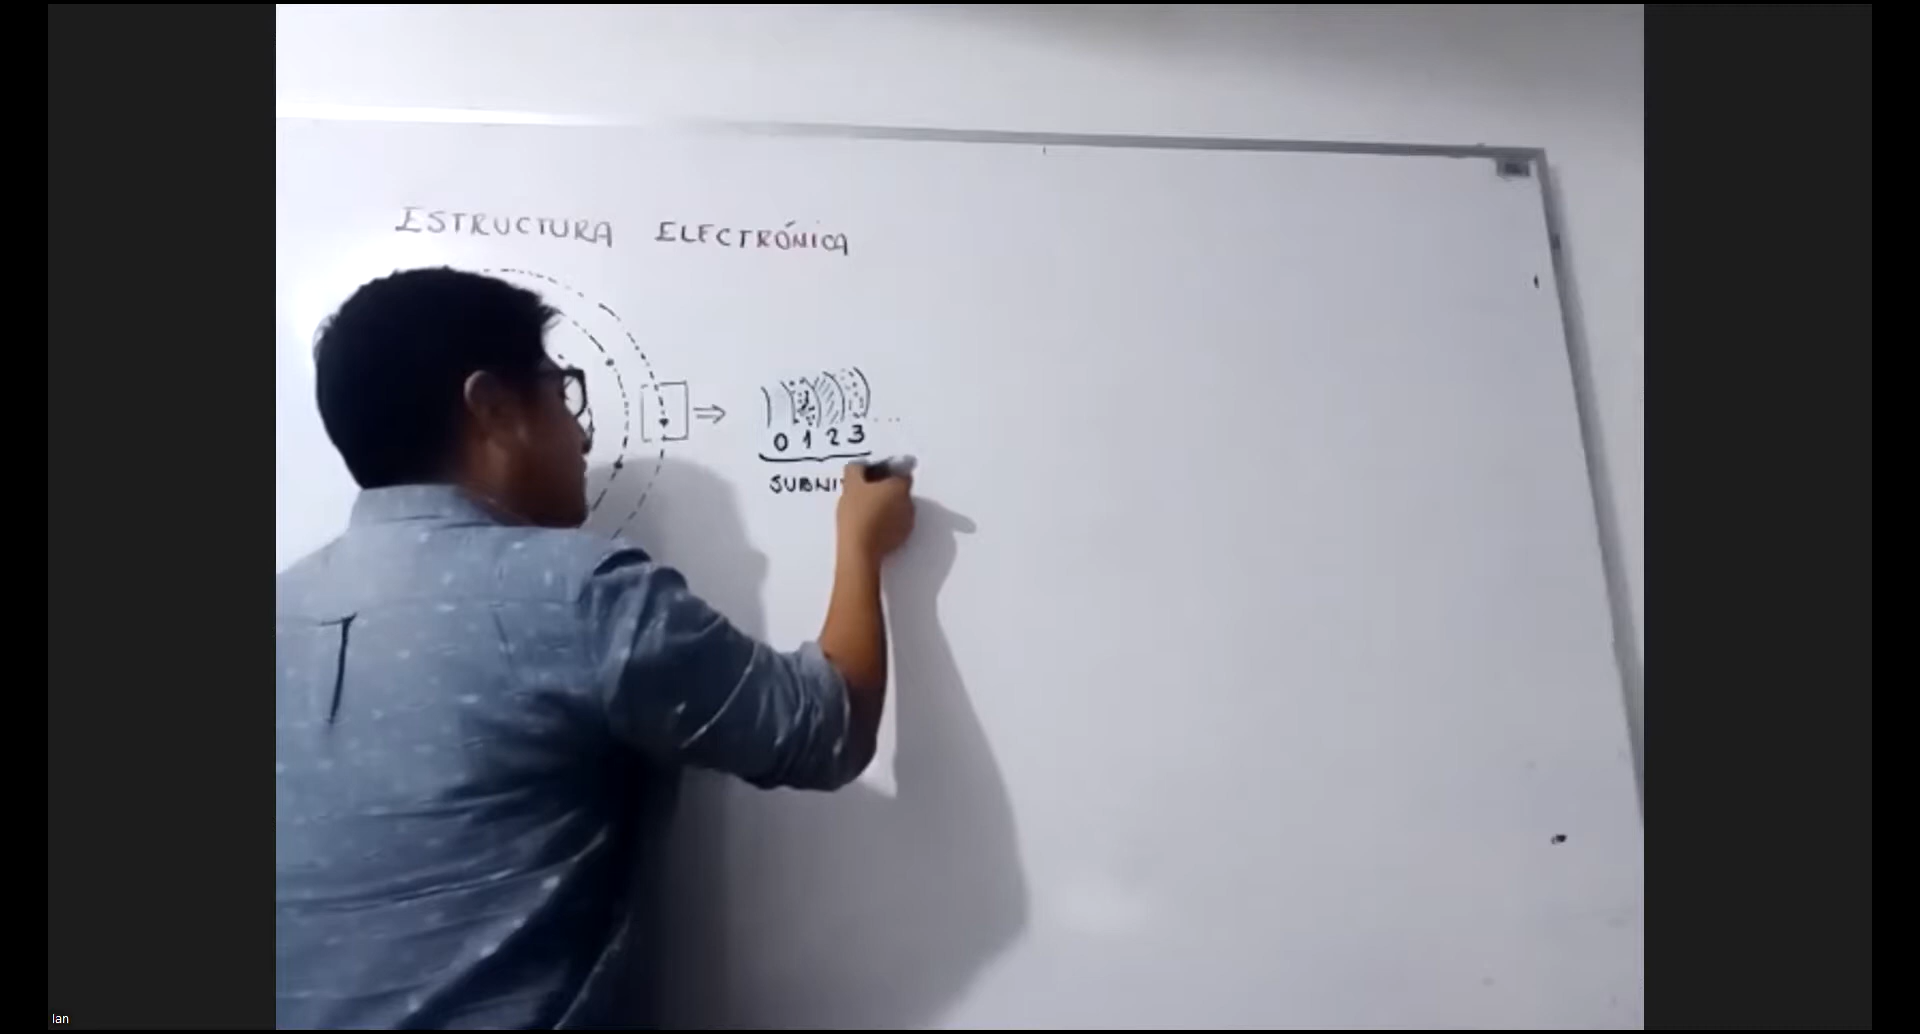 ESTRUCTURA ELECTRÓNICA
⇒
0 1 2 3 ...
Ian